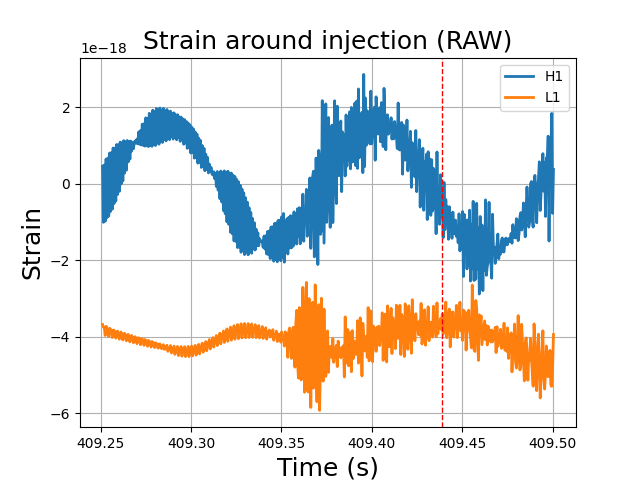 Strain around injection (RAW)
1e−18
H1
L1
2
0
−2
−4
−6
Strain
409.25 409.30 409.35 409.40 409.45 409.50
Time (s)